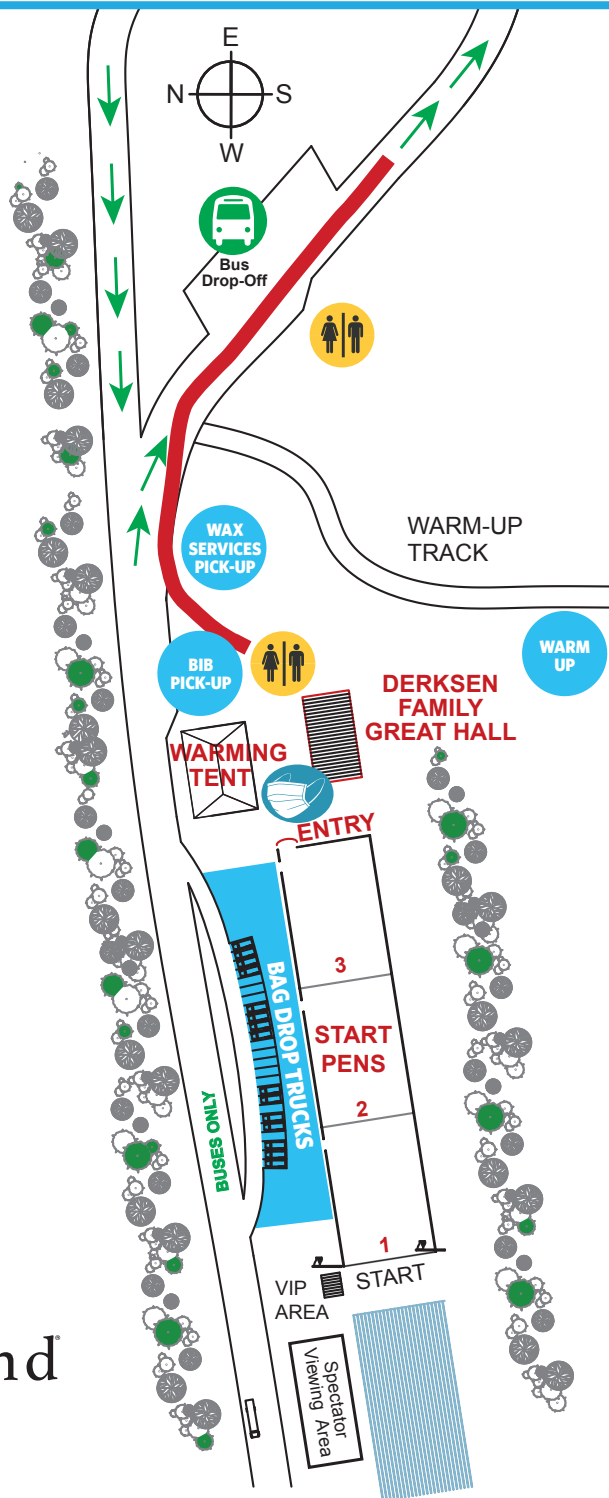 E
N
S
W
Bus
Drop-Off
WAX
SERVICES
PICK-UP
WARM-UP
TRACK
BIB
PICK-UP
WARM
UP
DERKSEN
FAMILY
GREAT HALL
WARMING
TENT
ENTRY
3
BAG DROP TRUCKS
START
PENS
2
BUSES ONLY
1
START
VIP
AREA
Spectator
Viewing Area
nd®